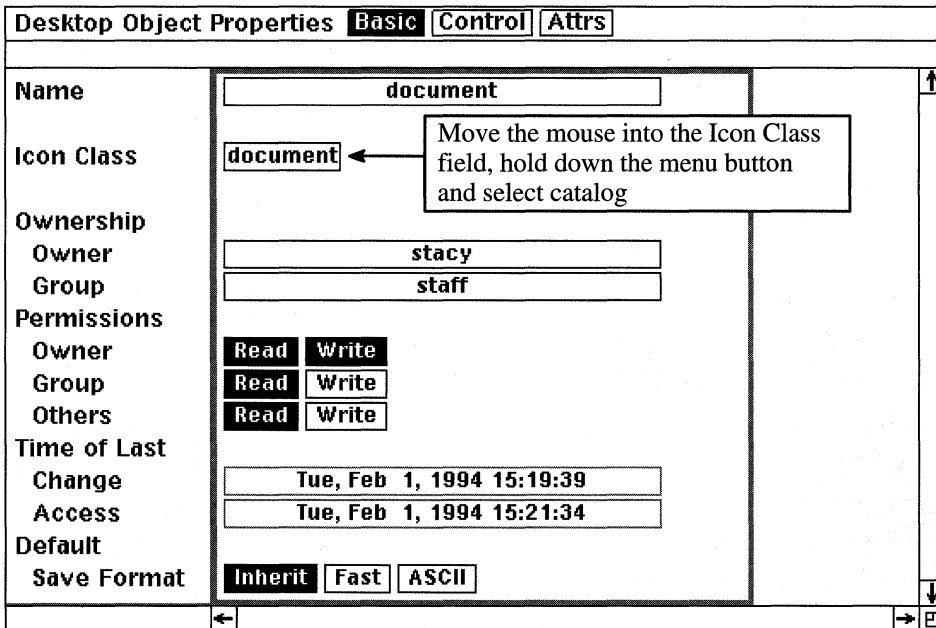 Desktop Object Properties Basic Control Attrs
Name document
Icon Class document
Move the mouse into the Icon Class
field, hold down the menu button
and select catalog
Ownership
Owner stacy
Group staff
Permissions
Owner Read Write
Group Read Write
Others Read Write
Time of Last
Change Tue, Feb 1, 1994 15:19:39
Access Tue, Feb 1, 1994 15:21:34
Default
Save Format Inherit Fast ASCII